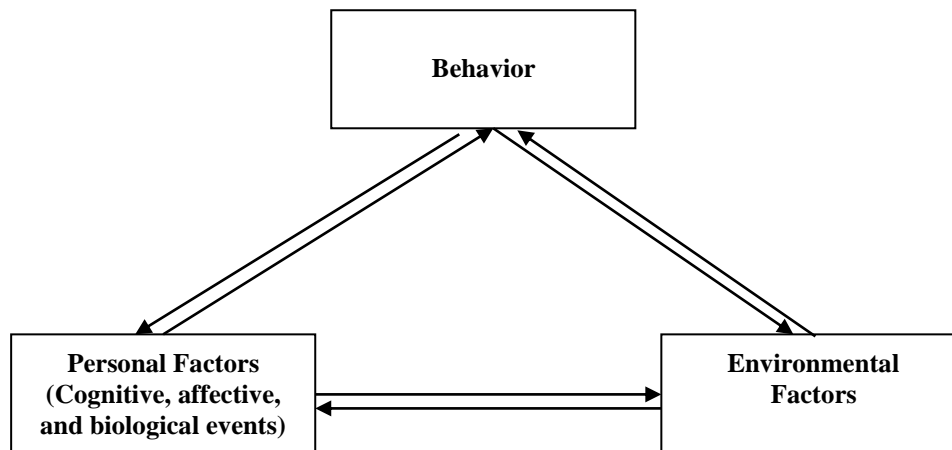 Behavior
Personal Factors
(Cognitive, affective,
and biological events)
Environmental
Factors